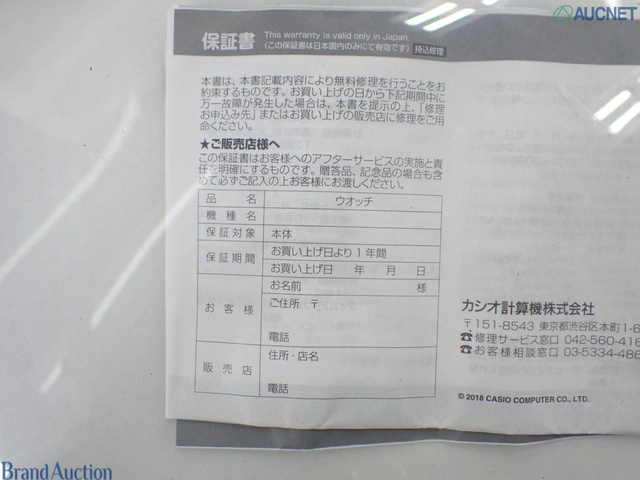 AUCNET
保証書
This warranty is valid only in Japan.
(この保証書は日本国内のみにて有効です)
持込修理
本書は、本書記載内容により無料修理を行うことをお
約束するものです。お買い上げの日から下記期間中に
万一故障が発生した場合は、本書を提示の上、「修理
お申込み先」またはお買い上げの販売店に修理をご用
命ください。
★ご販売店様へ
この保証書はお客様へのアフターサービスの実施と責
任を明確にするものです。贈答品、記念品の場合も含
めて必ずご記入の上お客様にお渡しください。
品名 ウオッチ
機種名
保証対象 本体
保証期間 お買い上げ日より1年間
お買い上げ日 年 月 日
お客様 お名前 様
ご住所 〒
電話
販売店 住所・店名
電話
カシオ計算機株式会社
〒151-8543 東京都渋谷区本町1-6
☎修理サービス窓口 042-560-416
☎お客様相談窓口 03-5334-486
© 2018 CASIO COMPUTER CO., LTD.
Brand Auction